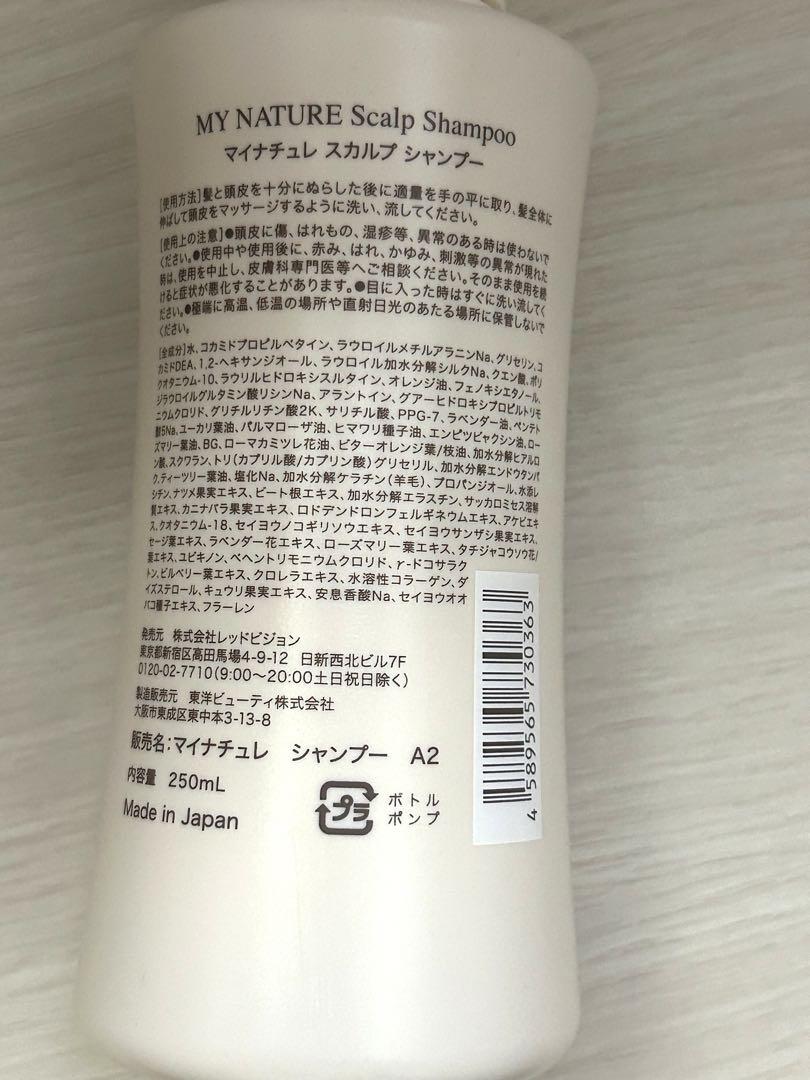 MY NATURE Scalp Shampoo
マイナチュレ スカルプ シャンプー
[使用方法]髪と頭皮を十分にぬらした後に適量を手の平に取り、髪全体に
伸ばして頭皮をマッサージするように洗い、流してください。
[使用上の注意]●頭皮に傷、はれもの、湿疹等、異常のある時は使わないで
ください。●使用中や使用後に、赤み、はれ、かゆみ、刺激等の異常が現れた
時は、使用を中止し、皮膚科専門医等へご相談ください。そのまま使用を続
けると症状が悪化することがあります。●目に入った時はすぐに洗い流してく
ださい。●極端に高温、低温の場所や直射日光のあたる場所に保管しないで
ください。
[全成分]水、コカミドプロピルベタイン、ラウロイルメチルアラニンNa、グリセリン、コ
カミドDEA、1,2-ヘキサンジオール、ラウロイル加水分解シルクNa、クエン酸、ポリ
クオタニウム-10、ラウリルヒドロキシスルタイン、オレンジ油、フェノキシエタノール、
ジラウロイルグルタミン酸リシンNa、アラントイン、グアーヒドロキシプロピルトリモ
ニウムクロリド、グリチルリチン酸2K、サリチル酸、PPG-7、ラベンダー油、ペンテト
酸5Na、ユーカリ葉油、パルマローザ油、ヒマワリ種子油、エンピツビャクシン油、ロー
ズマリー葉油、BG、ローマカミツレ花油、ビターオレンジ葉/枝油、加水分解ヒアルロ
ン酸、スクワラン、トリ(カプリル酸/カプリン酸)グリセリル、加水分解エンドウタンパ
ク、ティーツリー葉油、塩化Na、加水分解ケラチン(羊毛)、プロパンジオール、水添レ
シチン、ナツメ果実エキス、ビート根エキス、加水分解エラスチン、サッカロミセス溶解
質エキス、カニナバラ果実エキス、ロドデンドロンフェルギネウムエキス、アケビエキ
ス、クオタニウム-18、セイヨウノコギリソウエキス、セイヨウサンザシ果実エキス、
セージ葉エキス、ラベンダー花エキス、ローズマリー葉エキス、タチジャコウソウ花/
葉エキス、ユビキノン、ベヘントリモニウムクロリド、γ-ドコサラク
トン、ビルベリー葉エキス、クロレラエキス、水溶性コラーゲン、ダ
イズステロール、キュウリ果実エキス、安息香酸Na、セイヨウオオ
バコ種子エキス、フラーレン
発売元 株式会社レッドビジョン
東京都新宿区高田馬場4-9-12 日新西北ビル7F
0120-02-7710(9:00〜20:00土日祝日除く)
製造販売元 東洋ビューティ株式会社
大阪市東成区東中本3-13-8
販売名:マイナチュレ シャンプー A2
内容量 250mL
Made in Japan
プラ
ボトル
ポンプ
4 589565 730363